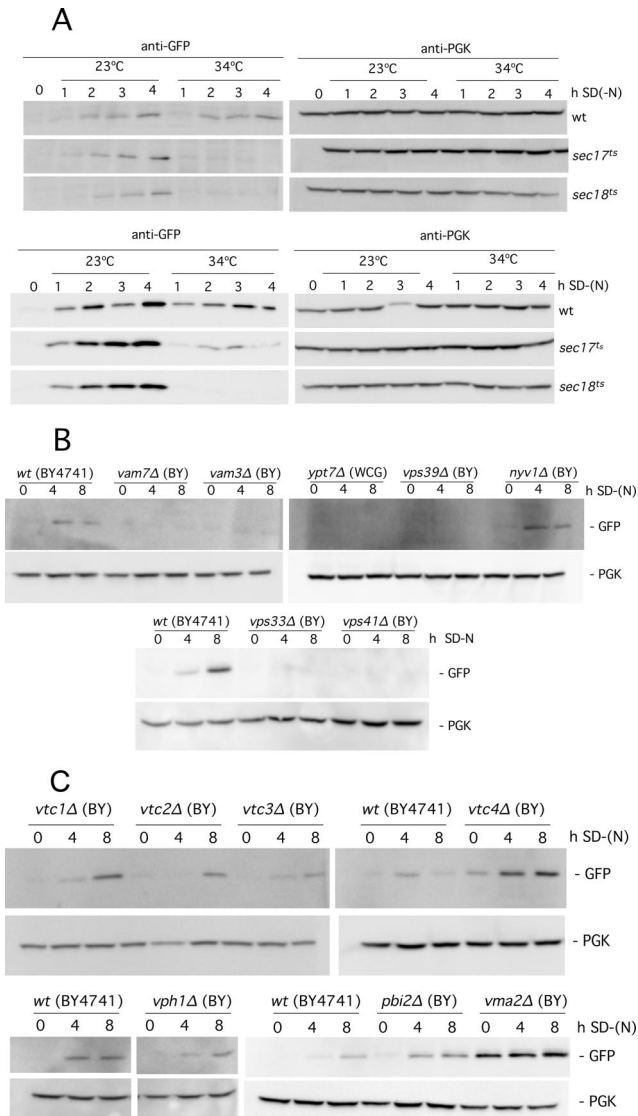 A
anti-GFP anti-PGK
23ºC 34ºC 23ºC 34ºC
0 1 2 3 4 1 2 3 4 0 1 2 3 4 1 2 3 4 h SD(-N)
wt
sec17ts
sec18ts
anti-GFP anti-PGK
23ºC 34ºC 23ºC 34ºC
0 1 2 3 4 1 2 3 4 0 1 2 3 4 1 2 3 4 h SD-(N)
wt
sec17ts
sec18ts
B
wt (BY4741) vam7Δ (BY) vam3Δ (BY) ypt7Δ (WCG) vps39Δ (BY) nyv1Δ (BY)
0 4 8 0 4 8 0 4 8 0 4 8 0 4 8 0 4 8 h SD-(N)
- GFP
- PGK
wt (BY4741) vps33Δ (BY) vps41Δ (BY)
0 4 8 0 4 8 0 4 8 h SD-N
- GFP
- PGK
C
vtc1Δ (BY) vtc2Δ (BY) vtc3Δ (BY) wt (BY4741) vtc4Δ (BY)
0 4 8 0 4 8 0 4 8 0 4 8 0 4 8 h SD-(N)
- GFP
- PGK
wt (BY4741) vph1Δ (BY) wt (BY4741) pbi2Δ (BY) vma2Δ (BY)
0 4 8 0 4 8 0 4 8 0 4 8 0 4 8 h SD-(N)
- GFP
- PGK